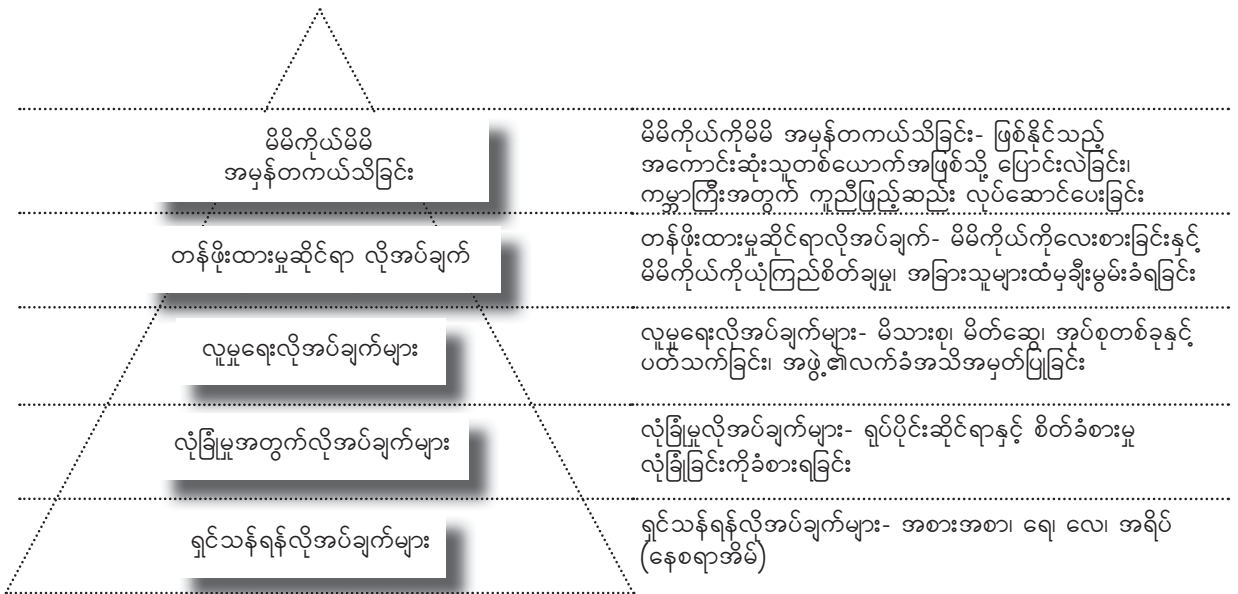 မိမိကိုယ်မိမိ
အမှန်တကယ်သိခြင်း
မိမိကိုယ်ကိုမိမိ အမှန်တကယ်သိခြင်း- ဖြစ်နိုင်သည့်
အကောင်းဆုံးသူတစ်ယောက်အဖြစ်သို့ ပြောင်းလဲခြင်း၊
ကမ္ဘာကြီးအတွက် ကူညီဖြည့်ဆည်း လုပ်ဆောင်ပေးခြင်း
တန်ဖိုးထားမှုဆိုင်ရာ လိုအပ်ချက်
တန်ဖိုးထားမှုဆိုင်ရာလိုအပ်ချက်- မိမိကိုယ်ကိုလေးစားခြင်းနှင့်
မိမိကိုယ်ကိုယုံကြည်စိတ်ချမှု၊ အခြားသူများထံမှချီးမွမ်းခံရခြင်း
လူမှုရေးလိုအပ်ချက်များ
လူမှုရေးလိုအပ်ချက်များ- မိသားစု၊ မိတ်ဆွေ၊ အုပ်စုတစ်ခုနှင့်
ပတ်သက်ခြင်း၊ အဖွဲ့၏လက်ခံအသိအမှတ်ပြုခြင်း
လုံခြုံမှုအတွက်လိုအပ်ချက်များ
လုံခြုံမှုလိုအပ်ချက်များ- ရုပ်ပိုင်းဆိုင်ရာနှင့် စိတ်ခံစားမှု
လုံခြုံခြင်းကိုခံစားရခြင်း
ရှင်သန်ရန်လိုအပ်ချက်များ
ရှင်သန်ရန်လိုအပ်ချက်များ- အစားအစာ၊ ရေ၊ လေ၊ အရိပ်
(နေစရာအိမ်)